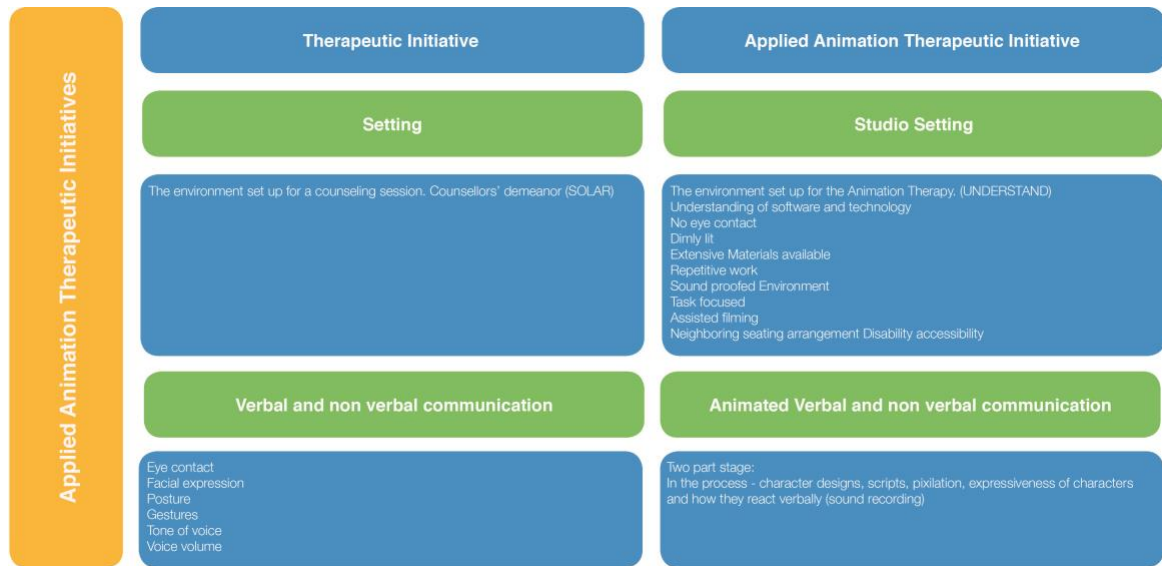 Applied Animation Therapeutic Initiatives
Therapeutic Initiative
Applied Animation Therapeutic Initiative
Setting
Studio Setting
The environment set up for a counseling session. Counsellors' demeanor (SOLAR)
The environment set up for the Animation Therapy. (UNDERSTAND)
Understanding of software and technology
No eye contact
Dimly lit
Extensive Materials available
Repetitive work
Sound proofed Environment
Task focused
Assisted filming
Neighboring seating arrangement Disability accessibility
Verbal and non verbal communication
Animated Verbal and non verbal communication
Eye contact
Facial expression
Posture
Gestures
Tone of voice
Voice volume
Two part stage:
In the process - character designs, scripts, pixilation, expressiveness of characters
and how they react verbally (sound recording)